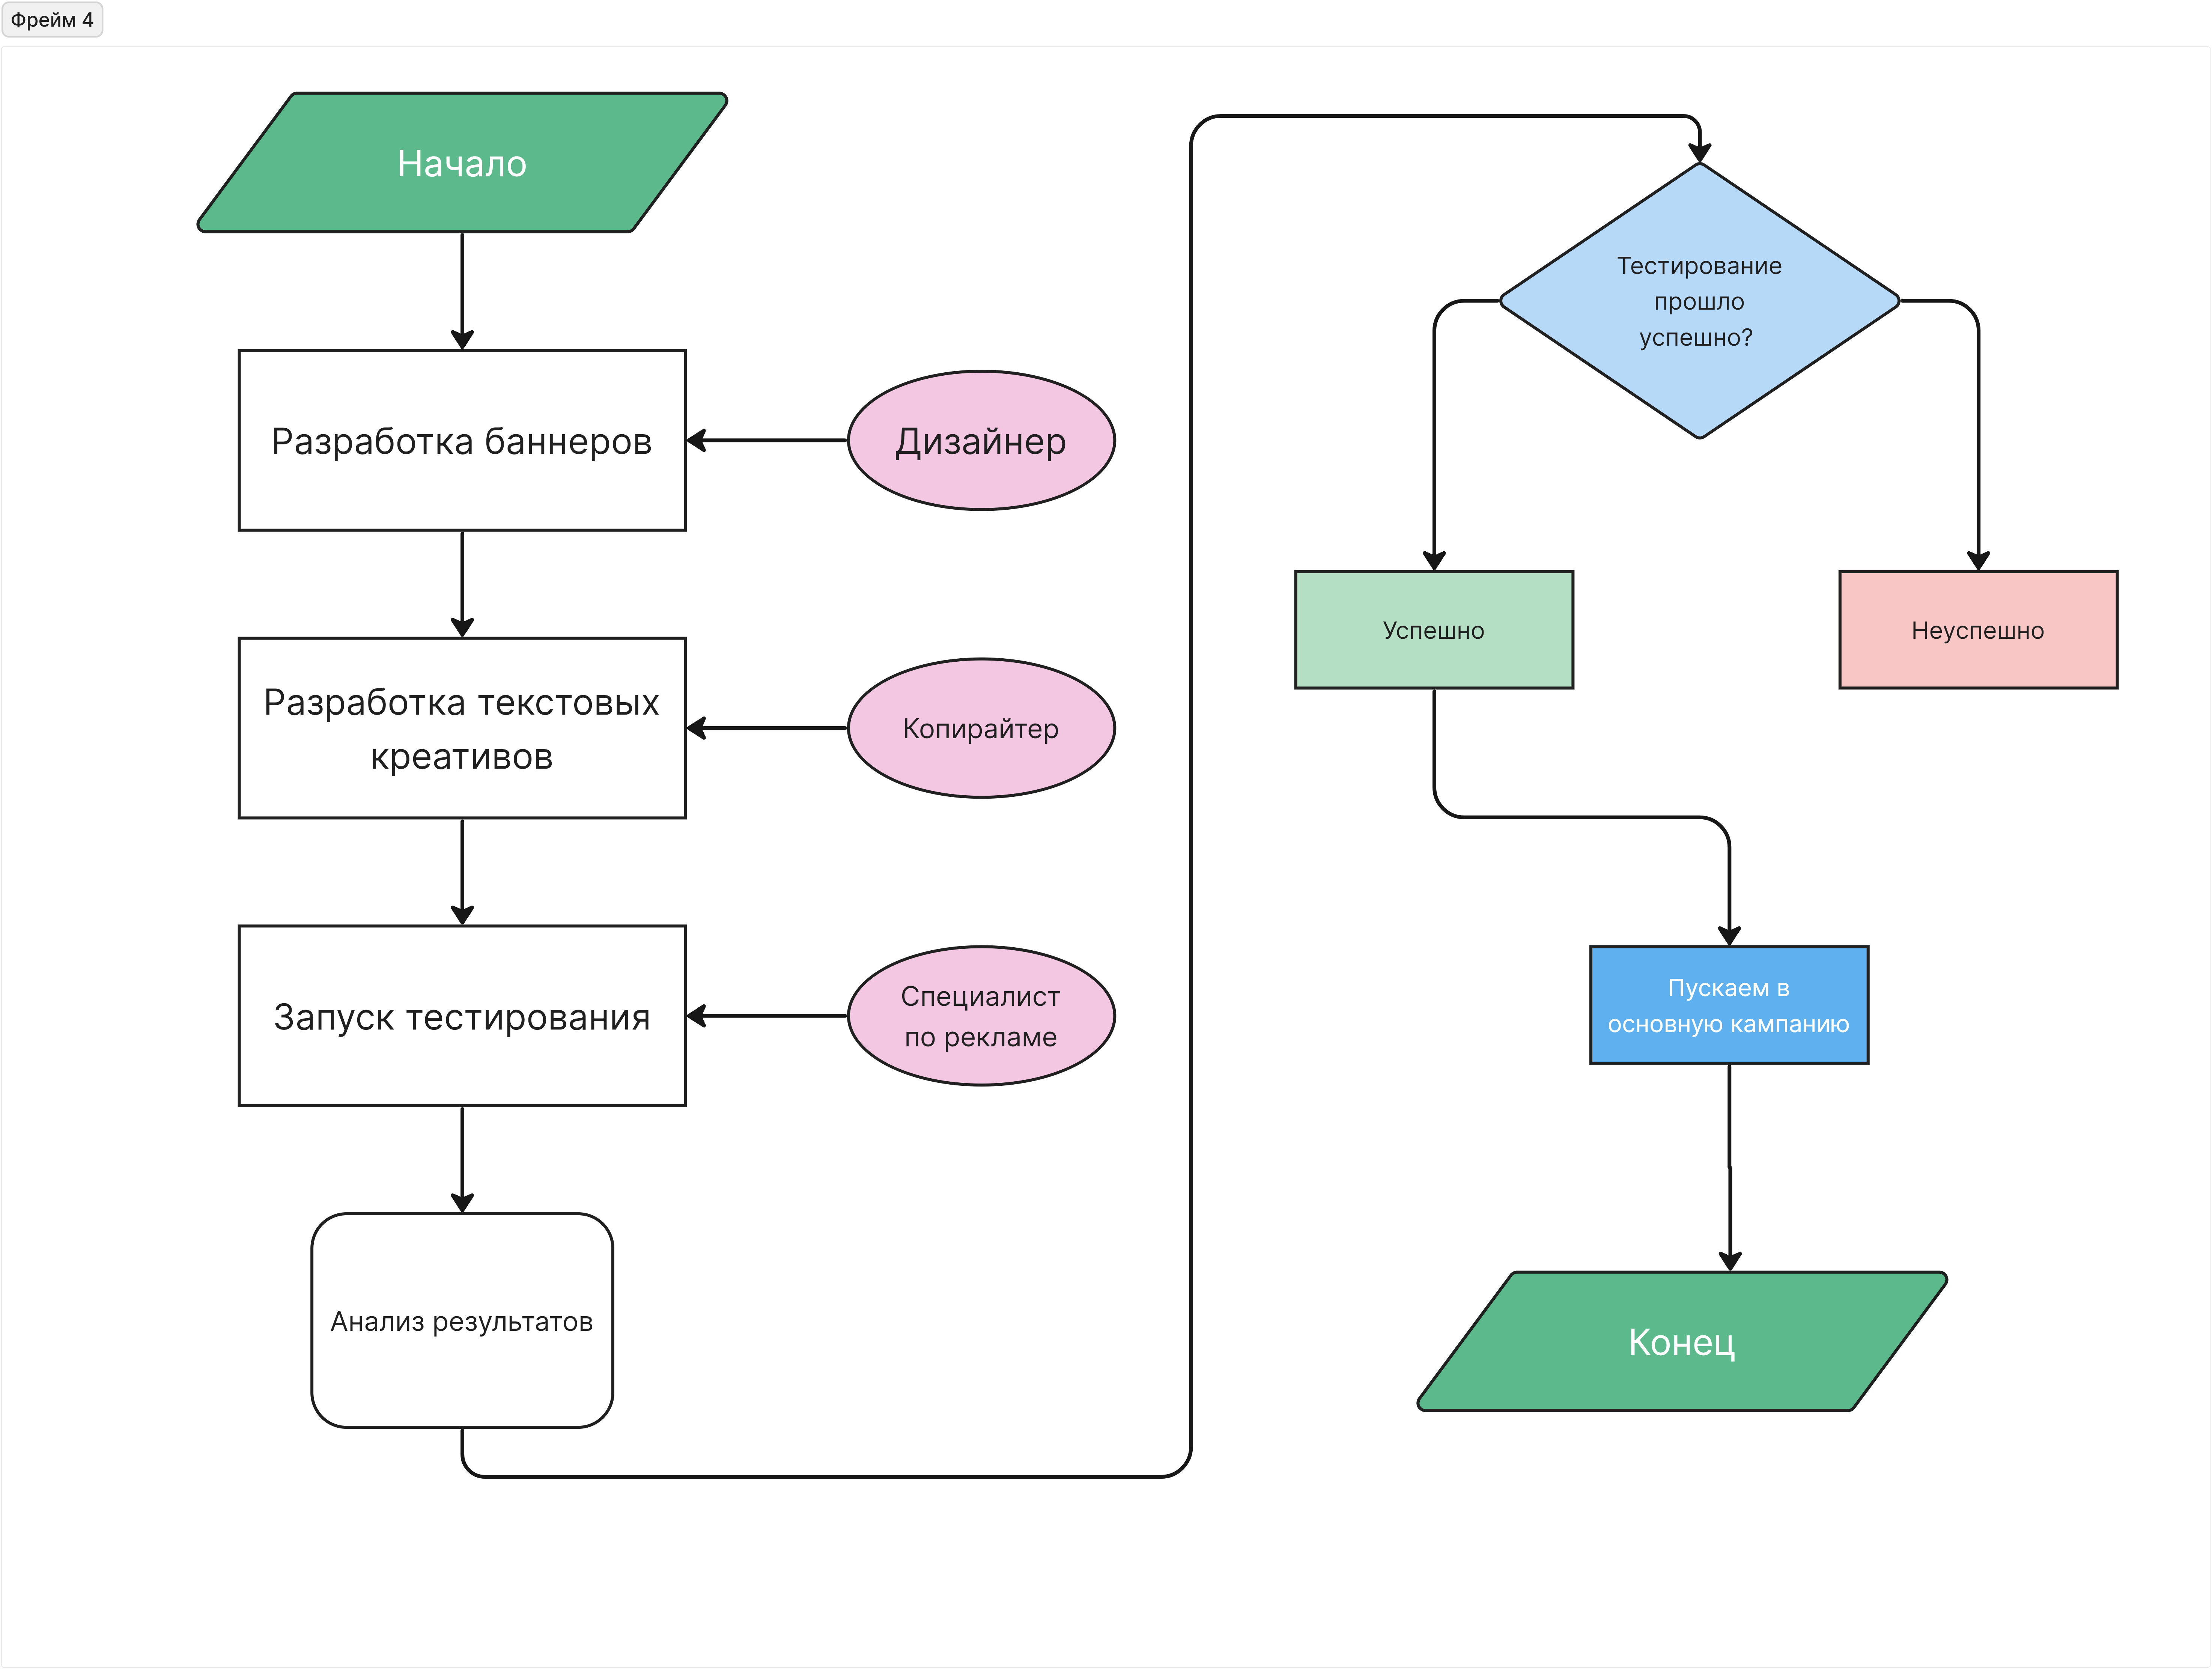 Фрейм 4
Начало
Разработка баннеров
Дизайнер
Разработка текстовых
креативов
Копирайтер
Запуск тестирования
Специалист
по рекламе
Анализ результатов
Тестирование
прошло
успешно?
Успешно
Неуспешно
Пускаем в
основную кампанию
Конец